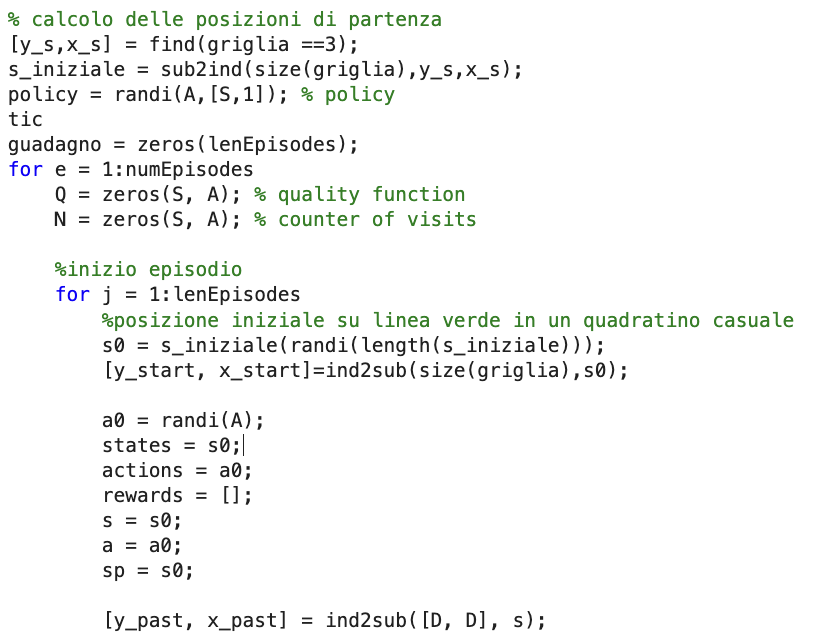 % calcolo delle posizioni di partenza
[y_s,x_s] = find(griglia ==3);
s_iniziale = sub2ind(size(griglia),y_s,x_s);
policy = randi(A,[S,1]); % policy
tic
guadagno = zeros(lenEpisodes);
for e = 1:numEpisodes
    Q = zeros(S, A); % quality function
    N = zeros(S, A); % counter of visits

    %inizio episodio
    for j = 1:lenEpisodes
        %posizione iniziale su linea verde in un quadratino casuale
        s0 = s_iniziale(randi(length(s_iniziale)));
        [y_start, x_start]=ind2sub(size(griglia),s0);

        a0 = randi(A);
        states = s0;
        actions = a0;
        rewards = [];
        s = s0;
        a = a0;
        sp = s0;

        [y_past, x_past] = ind2sub([D, D], s);